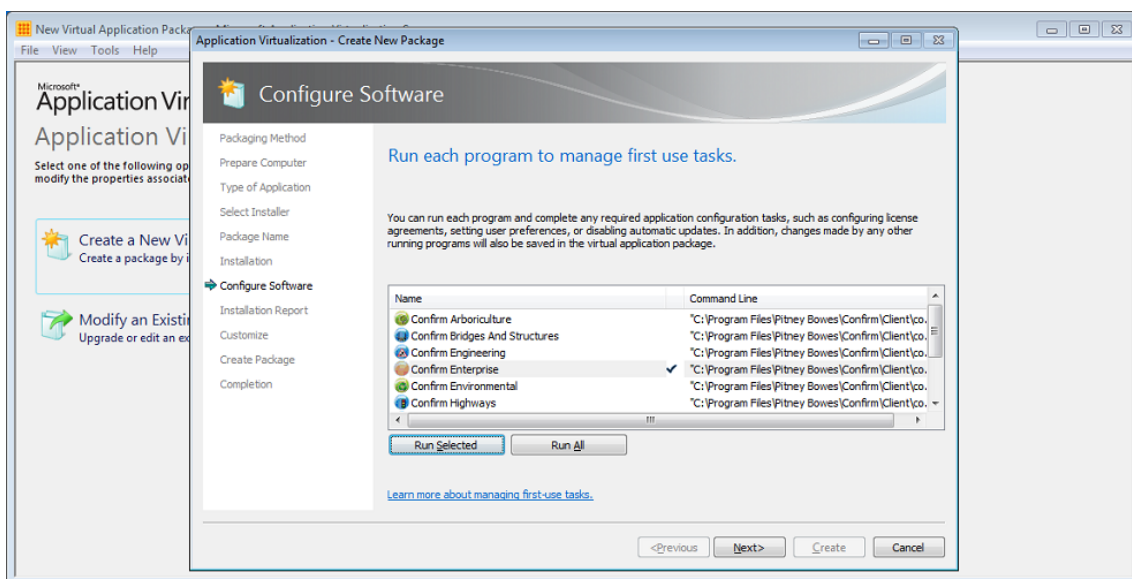 New Virtual Application Packa
File View Tools Help
Microsoft
Application Vir
Application Vi
Select one of the following op
modify the properties associat
Create a New Vi
Create a package by i
Modify an Existi
Upgrade or edit an ex
Application Virtualization - Create New Package
Configure Software
Packaging Method
Prepare Computer
Type of Application
Select Installer
Package Name
Installation
Configure Software
Installation Report
Customize
Create Package
Completion
Run each program to manage first use tasks.
You can run each program and complete any required application configuration tasks, such as configuring license
agreements, setting user preferences, or disabling automatic updates. In addition, changes made by any other
running programs will also be saved in the virtual application package.
Name Command Line
Confirm Arboriculture "C:\Program Files\Pitney Bowes\Confirm\Client\co.
Confirm Bridges And Structures "C:\Program Files\Pitney Bowes\Confirm\Client\co.
Confirm Engineering "C:\Program Files\Pitney Bowes\Confirm\Client\co.
Confirm Enterprise "C:\Program Files\Pitney Bowes\Confirm\Client\co.
Confirm Environmental "C:\Program Files\Pitney Bowes\Confirm\Client\co.
Confirm Highways "C:\Program Files\Pitney Bowes\Confirm\Client\co.
Run Selected Run All
Learn more about managing first-use tasks.
<Previous Next> Create Cancel